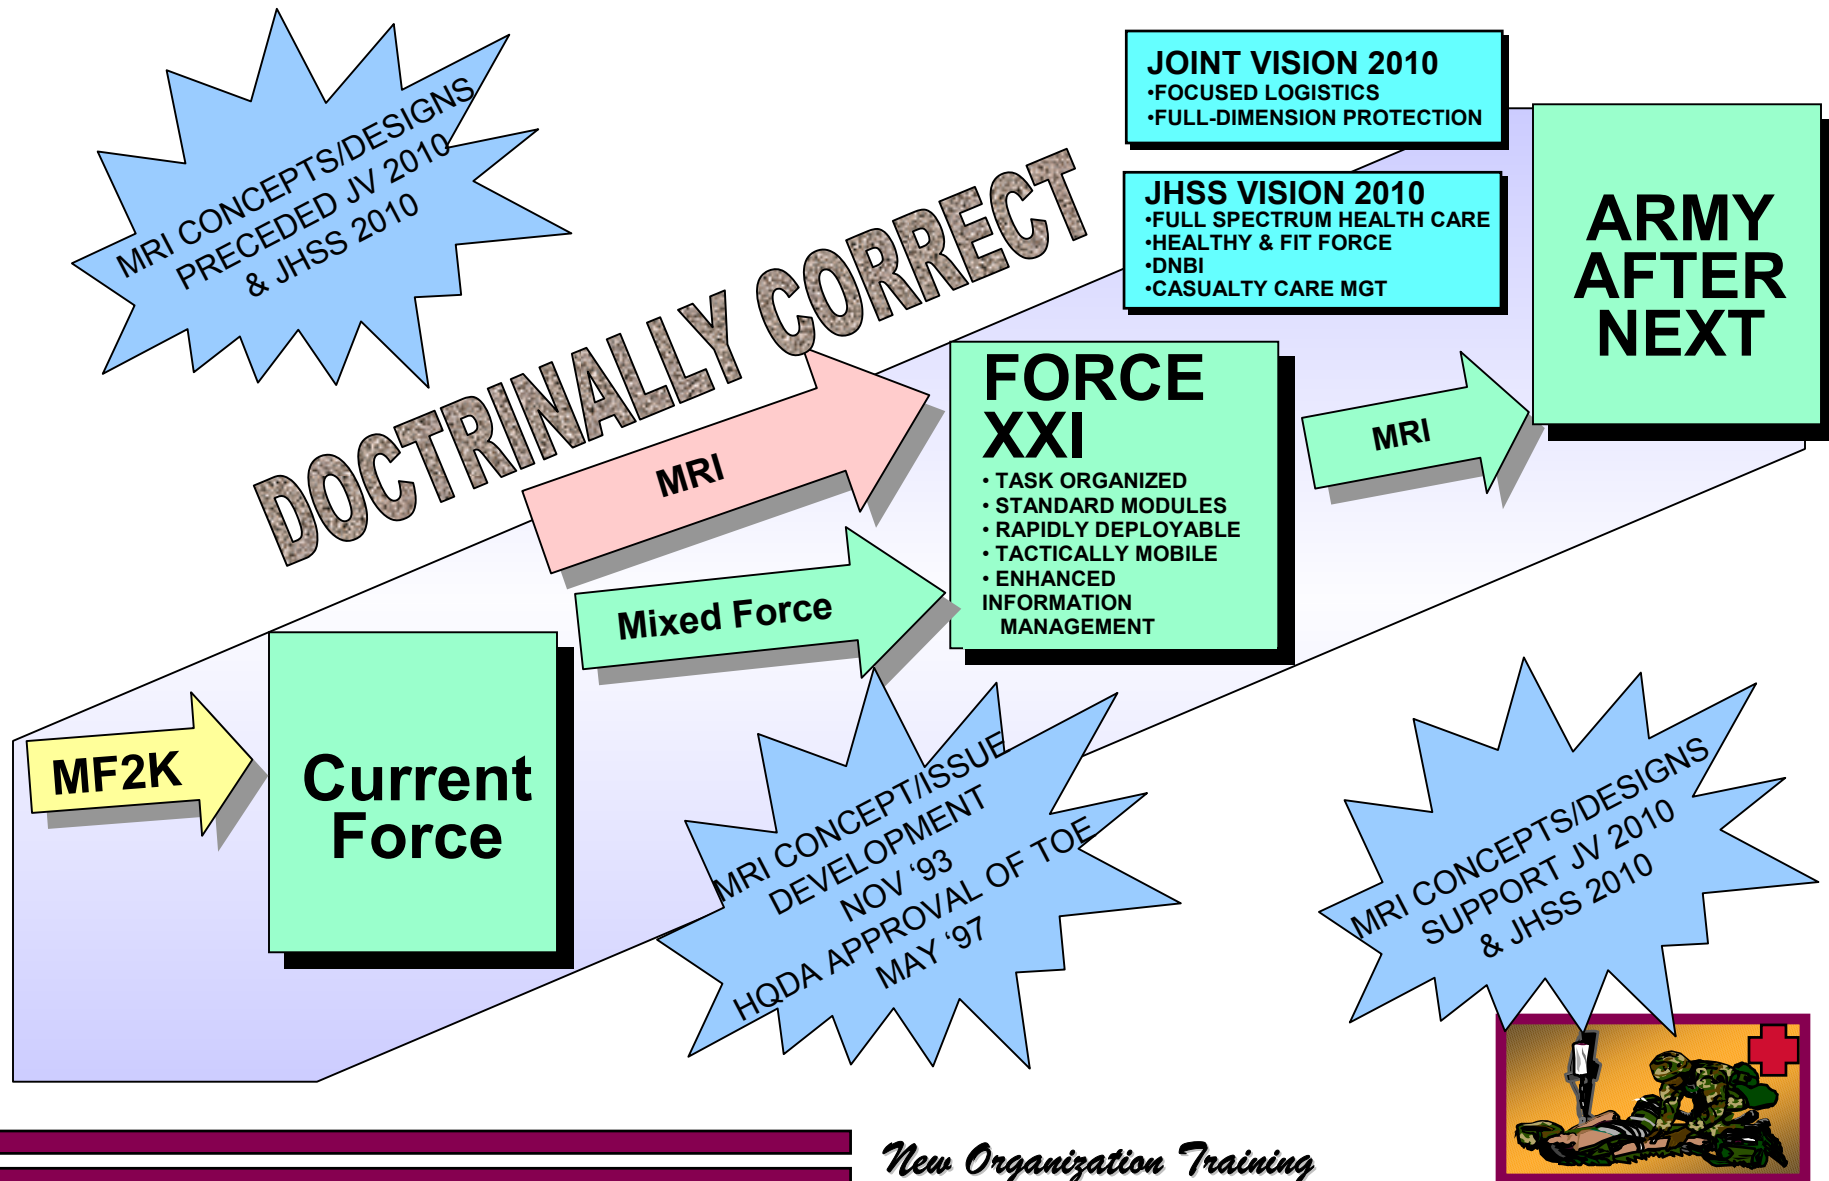 MRI CONCEPTS/DESIGNS
PRECEDED JV 2010
& JHSS 2010
DOCTRINALLY CORRECT
JOINT VISION 2010
•FOCUSED LOGISTICS
•FULL-DIMENSION PROTECTION
JHSS VISION 2010
•FULL SPECTRUM HEALTH CARE
•HEALTHY & FIT FORCE
•DNBI
•CASUALTY CARE MGT
ARMY
AFTER
NEXT
MRI
FORCE
XXI
• TASK ORGANIZED
• STANDARD MODULES
• RAPIDLY DEPLOYABLE
• TACTICALLY MOBILE
• ENHANCED
INFORMATION
MANAGEMENT
MRI
Mixed Force
MF2K
Current
Force
MRI CONCEPT/ISSUE
DEVELOPMENT
NOV ‘93
HQDA APPROVAL OF TOE
MAY ‘97
MRI CONCEPTS/DESIGNS
SUPPORT JV 2010
& JHSS 2010
New Organization Training